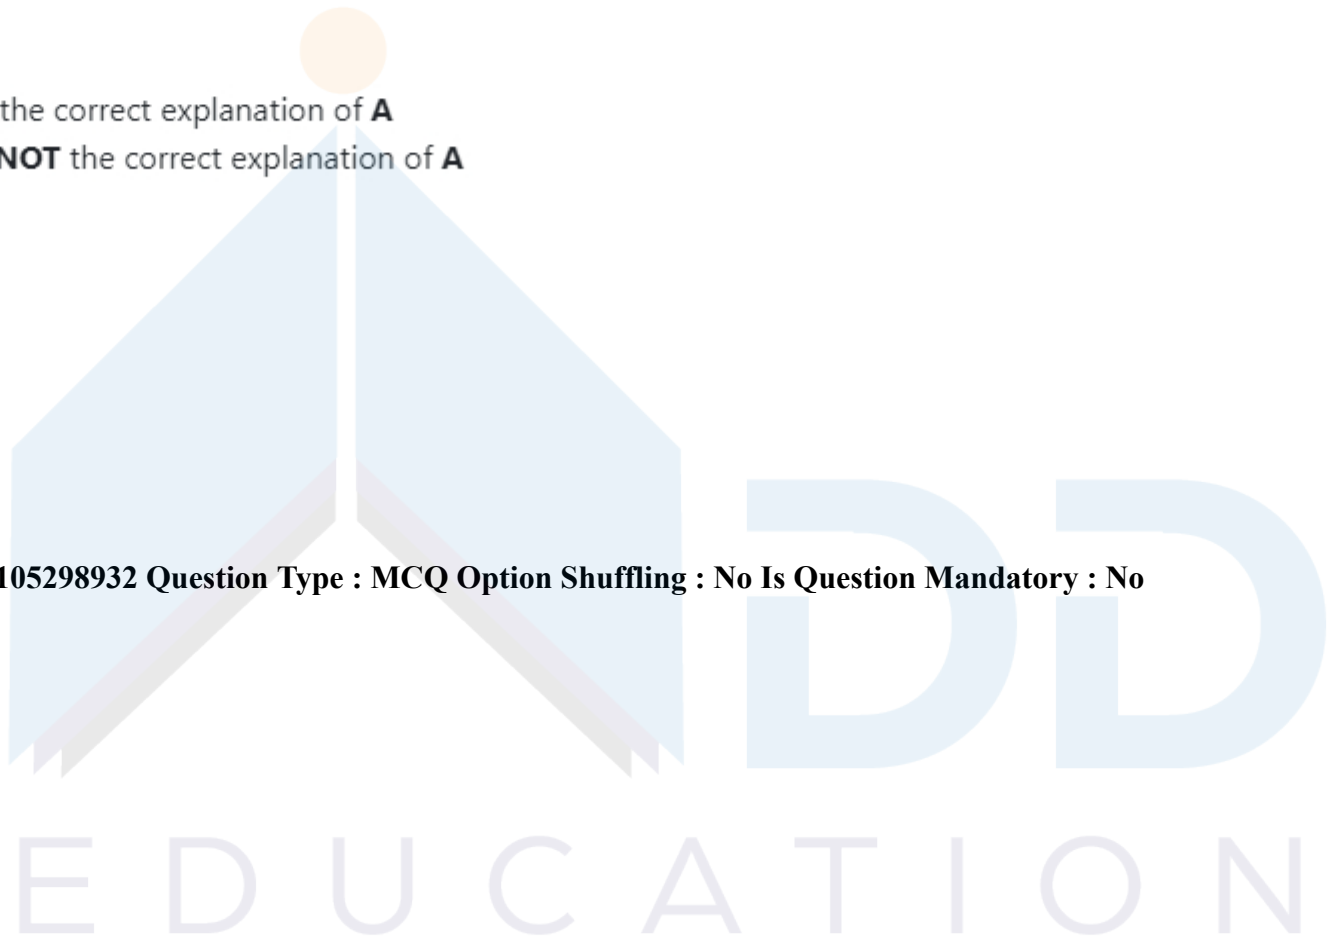 the correct explanation of A
NOT the correct explanation of A
105298932 Question Type : MCQ Option Shuffling : No Is Question Mandatory : No
DD
EDUCATION